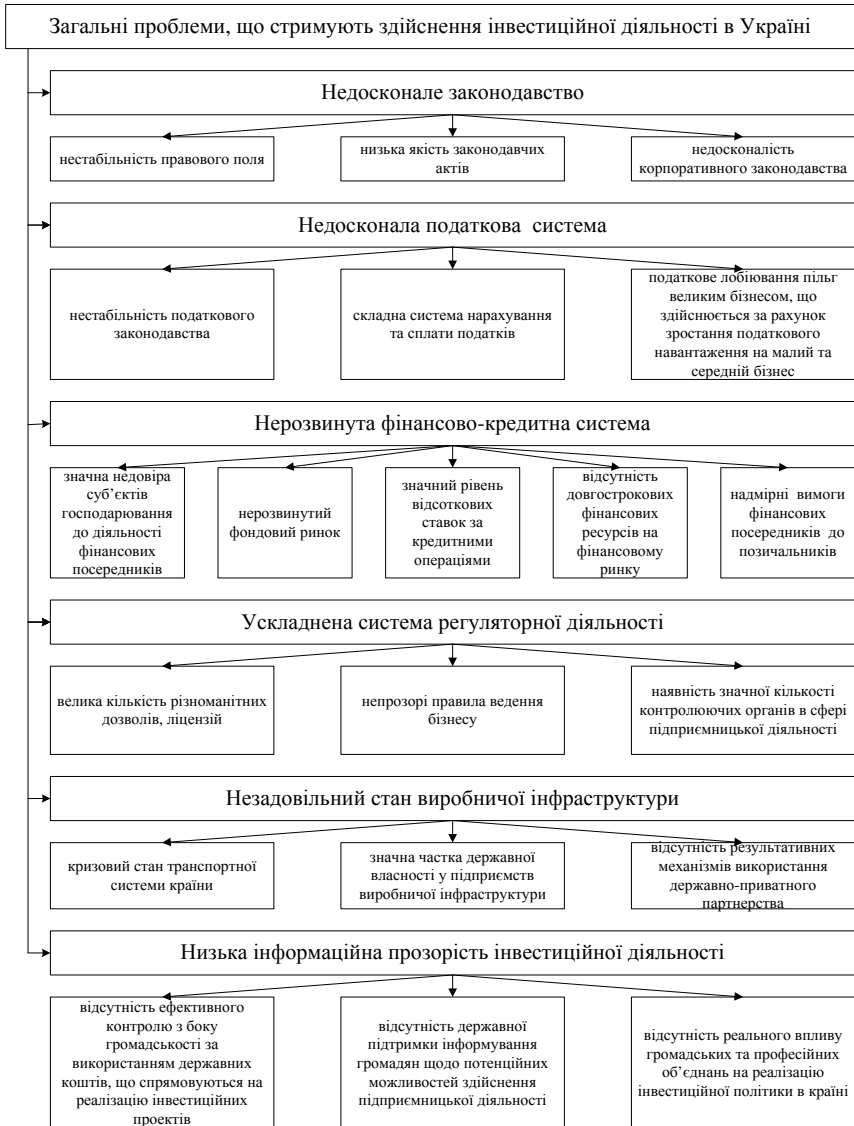 Загальні проблеми, що стримують здійснення інвестиційної діяльності в Україні
Недосконале законодавство
нестабільність правового поля
низька якість законодавчих
актів
недосконалість
корпоративного законодавства
Недосконала податкова система
нестабільність податкового
законодавства
складна система нарахування
та сплати податків
податкове лобіювання пільг
великим бізнесом, що
здійснюється за рахунок
зростання податкового
навантаження на малий та
середній бізнес
Нерозвинута фінансово-кредитна система
значна недовіра
суб’єктів
господарювання
до діяльності
фінансових
посередників
нерозвинутий
фондовий ринок
значний рівень
відсоткових
ставок за
кредитними
операціями
відсутність
довгострокових
фінансових
ресурсів на
фінансовому
ринку
надмірні вимоги
фінансових
посередників до
позичальників
Ускладнена система регуляторної діяльності
велика кількість різноманітних
дозволів, ліцензій
непрозорі правила ведення
бізнесу
наявність значної кількості
контролюючих органів в сфері
підприємницької діяльності
Незадовільний стан виробничої інфраструктури
кризовий стан транспортної
системи країни
значна частка державної
власності у підприємств
виробничої інфраструктури
відсутність результативних
механізмів використання
державно-приватного
партнерства
Низька інформаційна прозорість інвестиційної діяльності
відсутність ефективного
контролю з боку
громадськості за
використанням державних
коштів, що спрямовуються на
реалізацію інвестиційних
проектів
відсутність державної
підтримки інформування
громадян щодо потенційних
можливостей здійснення
підприємницької діяльності
відсутність реального впливу
громадських та професійних
об’єднань на реалізацію
інвестиційної політики в країні